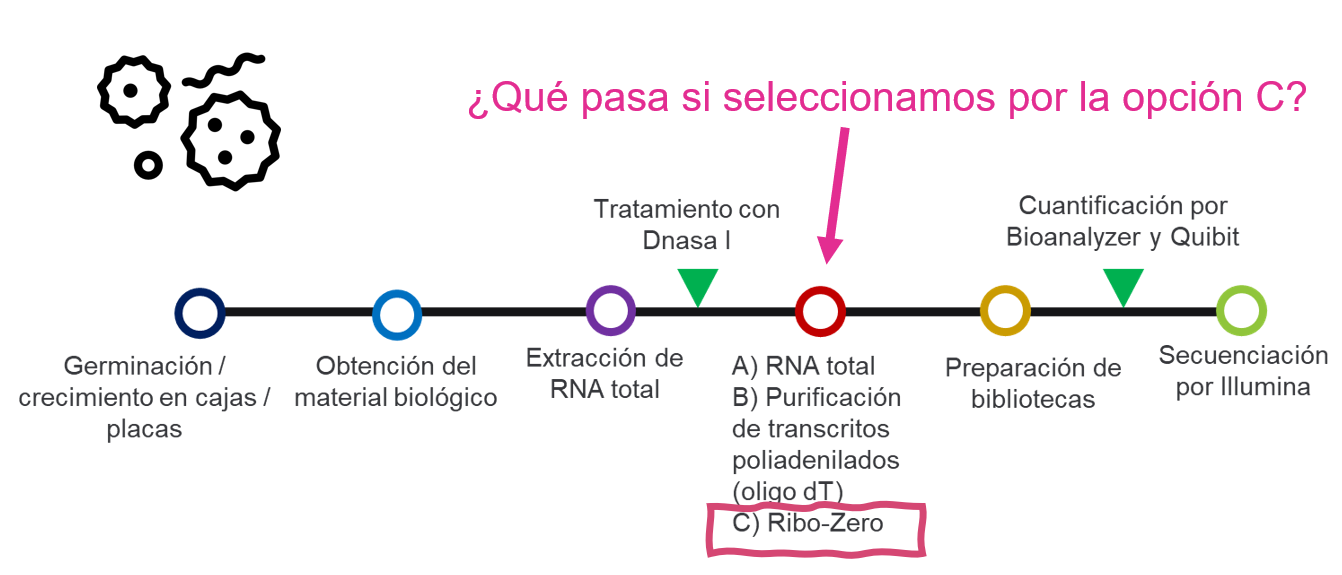 ¿Qué pasa si seleccionamos por la opción C?
Tratamiento con
Dnasa I
Cuantificación por
Bioanalyzer y Quibit
Germinación /
crecimiento en cajas /
placas
Obtención del
material biológico
Extracción de
RNA total
A) RNA total
B) Purificación
de transcritos
poliadenilados
(oligo dT)
C) Ribo-Zero
Preparación de
bibliotecas
Secuenciación
por Illumina